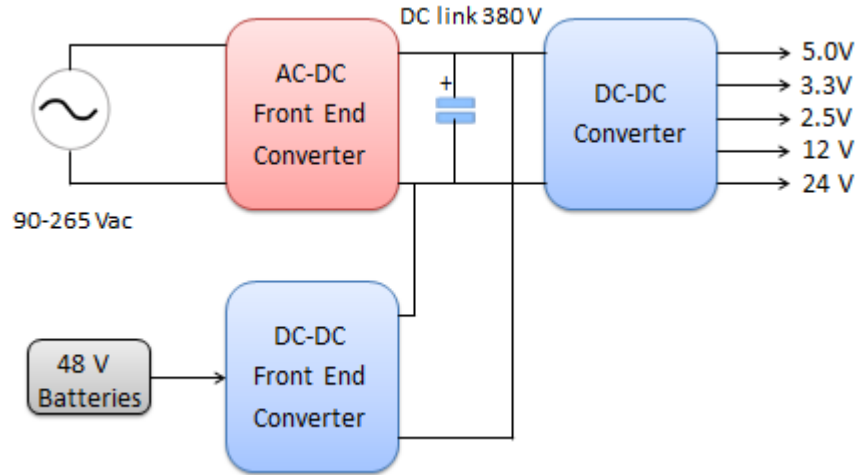 DC link 380 V
AC-DC
Front End
Converter
+
DC-DC
Converter
5.0V
3.3V
2.5V
12 V
24 V
90-265 Vac
DC-DC
Front End
Converter
48 V
Batteries